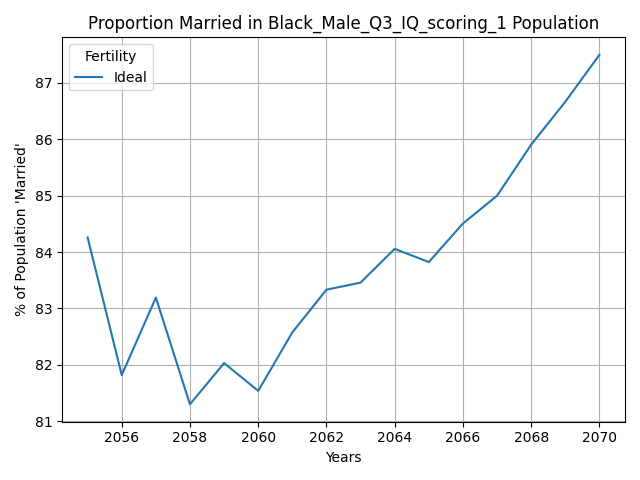 Proportion Married in Black_Male_Q3_IQ_scoring_1 Population
Fertility
Ideal
% of Population 'Married'
87
86
85
84
83
82
81
2056 2058 2060 2062 2064 2066 2068 2070
Years